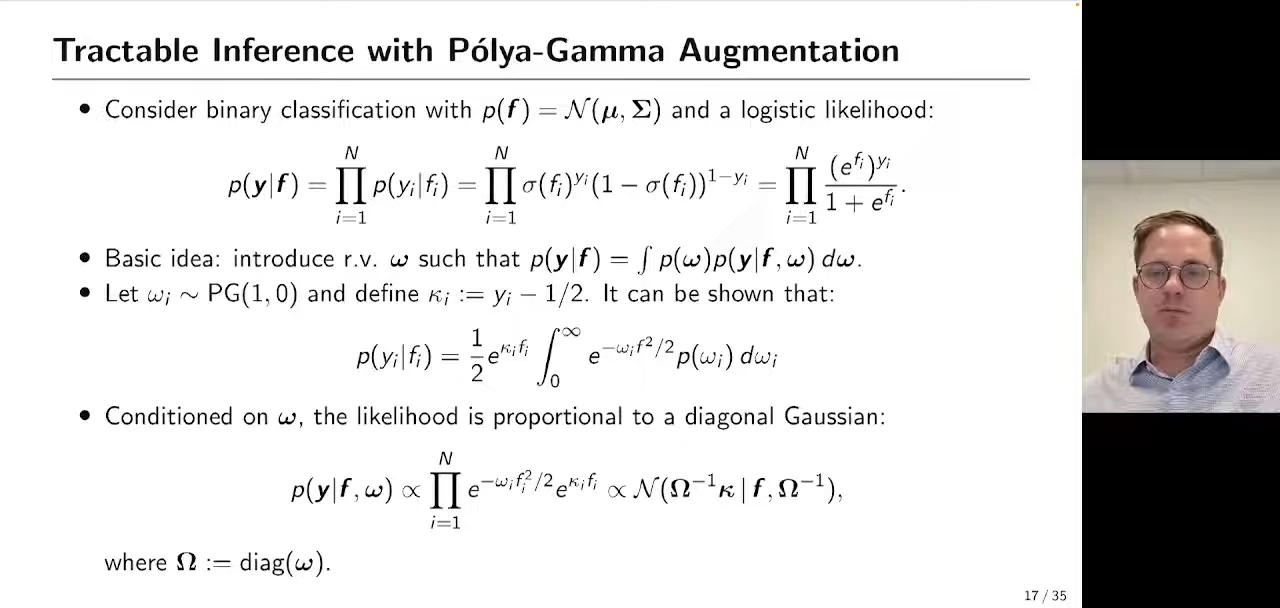 Tractable Inference with Pólya-Gamma Augmentation
• Consider binary classification with p(f) = N(μ, Σ) and a logistic likelihood:
p(y|f) = ∏_{i=1}^{N} p(y_i|f_i) = ∏_{i=1}^{N} σ(f_i)^{y_i}(1 − σ(f_i))^{1−y_i} = ∏_{i=1}^{N} (e^{f_i})^{y_i} / (1 + e^{f_i}).
• Basic idea: introduce r.v. ω such that p(y|f) = ∫ p(ω)p(y|f, ω) dω.
• Let ω_i ∼ PG(1, 0) and define κ_i := y_i − 1/2. It can be shown that:
p(y_i|f_i) = 1/2 e^{κ_i f_i} ∫_0^∞ e^{−ω_i f^2/2} p(ω_i) dω_i
• Conditioned on ω, the likelihood is proportional to a diagonal Gaussian:
p(y|f, ω) ∝ ∏_{i=1}^{N} e^{−ω_i f_i^2/2} e^{κ_i f_i} ∝ N(Ω^{−1}κ | f, Ω^{−1}),
where Ω := diag(ω).
17 / 35